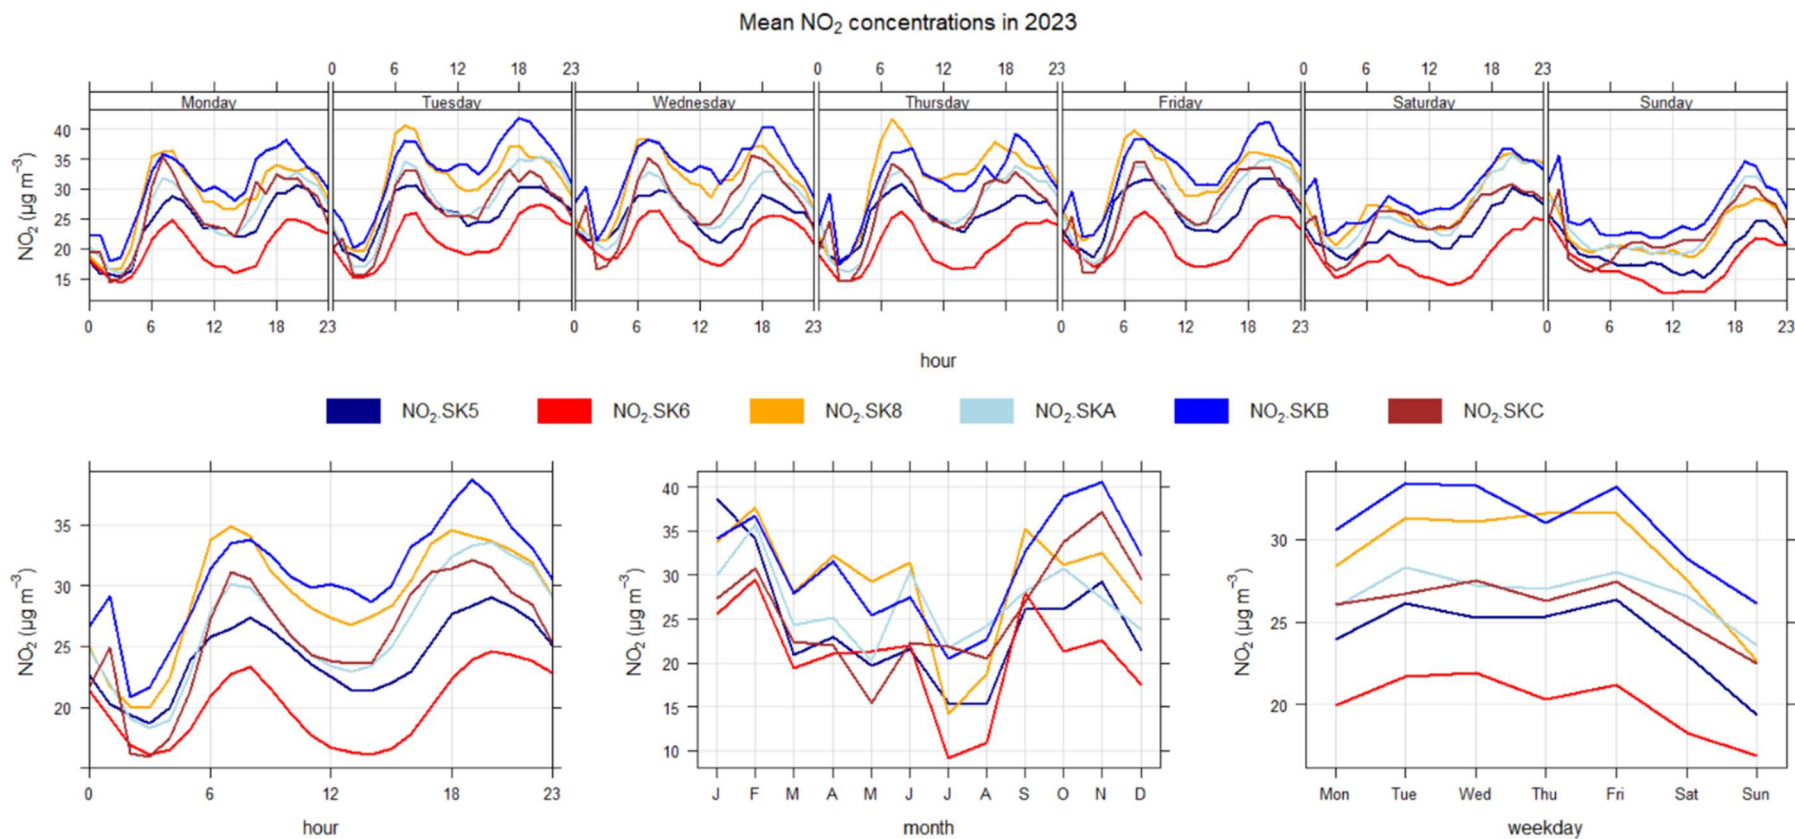 Mean NO₂ concentrations in 2023
0 6 12 18 23 0 6 12 18 23 0 6 12 18 23
Monday Tuesday Wednesday Thursday Friday Saturday Sunday
NO₂ (µg m⁻³)
40
35
30
25
20
15
0 6 12 18 23 0 6 12 18 23 0 6 12 18 23 0 6 12 18 23
hour
NO₂.SK5 NO₂.SK6 NO₂.SK8 NO₂.SKA NO₂.SKB NO₂.SKC
NO₂ (µg m⁻³)
35
30
25
20
0 6 12 18 23
hour
NO₂ (µg m⁻³)
40
35
30
25
20
15
10
J F M A M J J A S O N D
month
NO₂ (µg m⁻³)
30
25
20
Mon Tue Wed Thu Fri Sat Sun
weekday